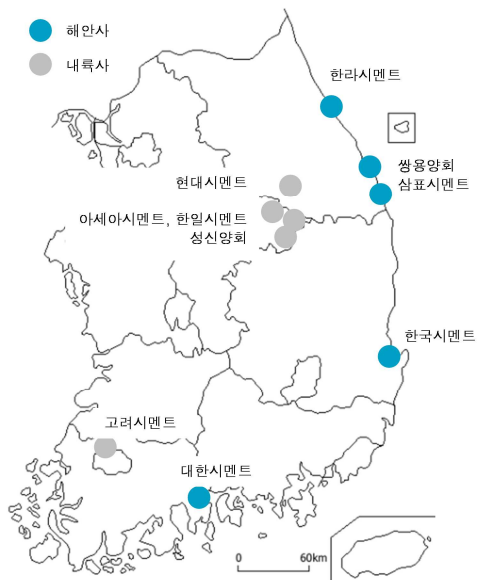 해안사
내륙사
한라시멘트
쌍용양회
삼표시멘트
현대시멘트
아세아시멘트, 한일시멘트
성신양회
한국시멘트
고려시멘트
대한시멘트
0 60km